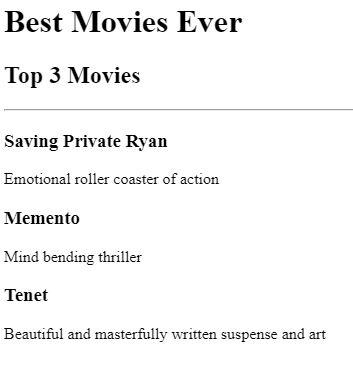 Best Movies Ever
Top 3 Movies
Saving Private Ryan
Emotional roller coaster of action
Memento
Mind bending thriller
Tenet
Beautiful and masterfully written suspense and art